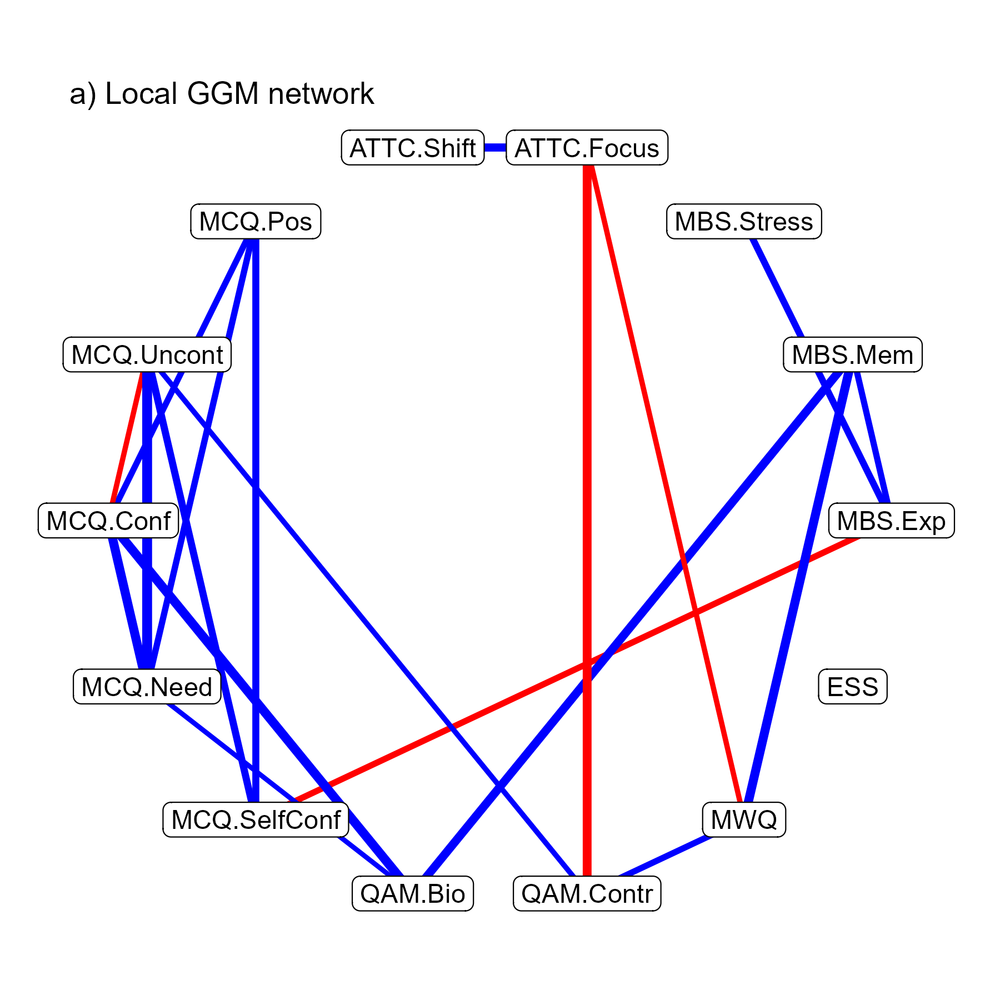 a) Local GGM network
ATTC.Shift
ATTC.Focus
MCQ.Pos
MBS.Stress
MCQ.Uncont
MBS.Mem
MCQ.Conf
MBS.Exp
MCQ.Need
ESS
MCQ.SelfConf
MWQ
QAM.Bio
QAM.Contr